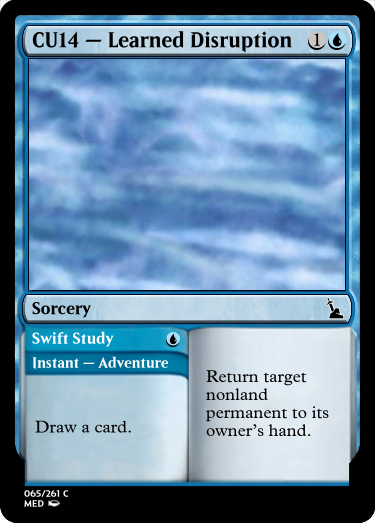 CU14 — Learned Disruption 1
Sorcery
Swift Study
Instant — Adventure
Draw a card.
Return target
nonland
permanent to its
owner's hand.
065/261 C
MED